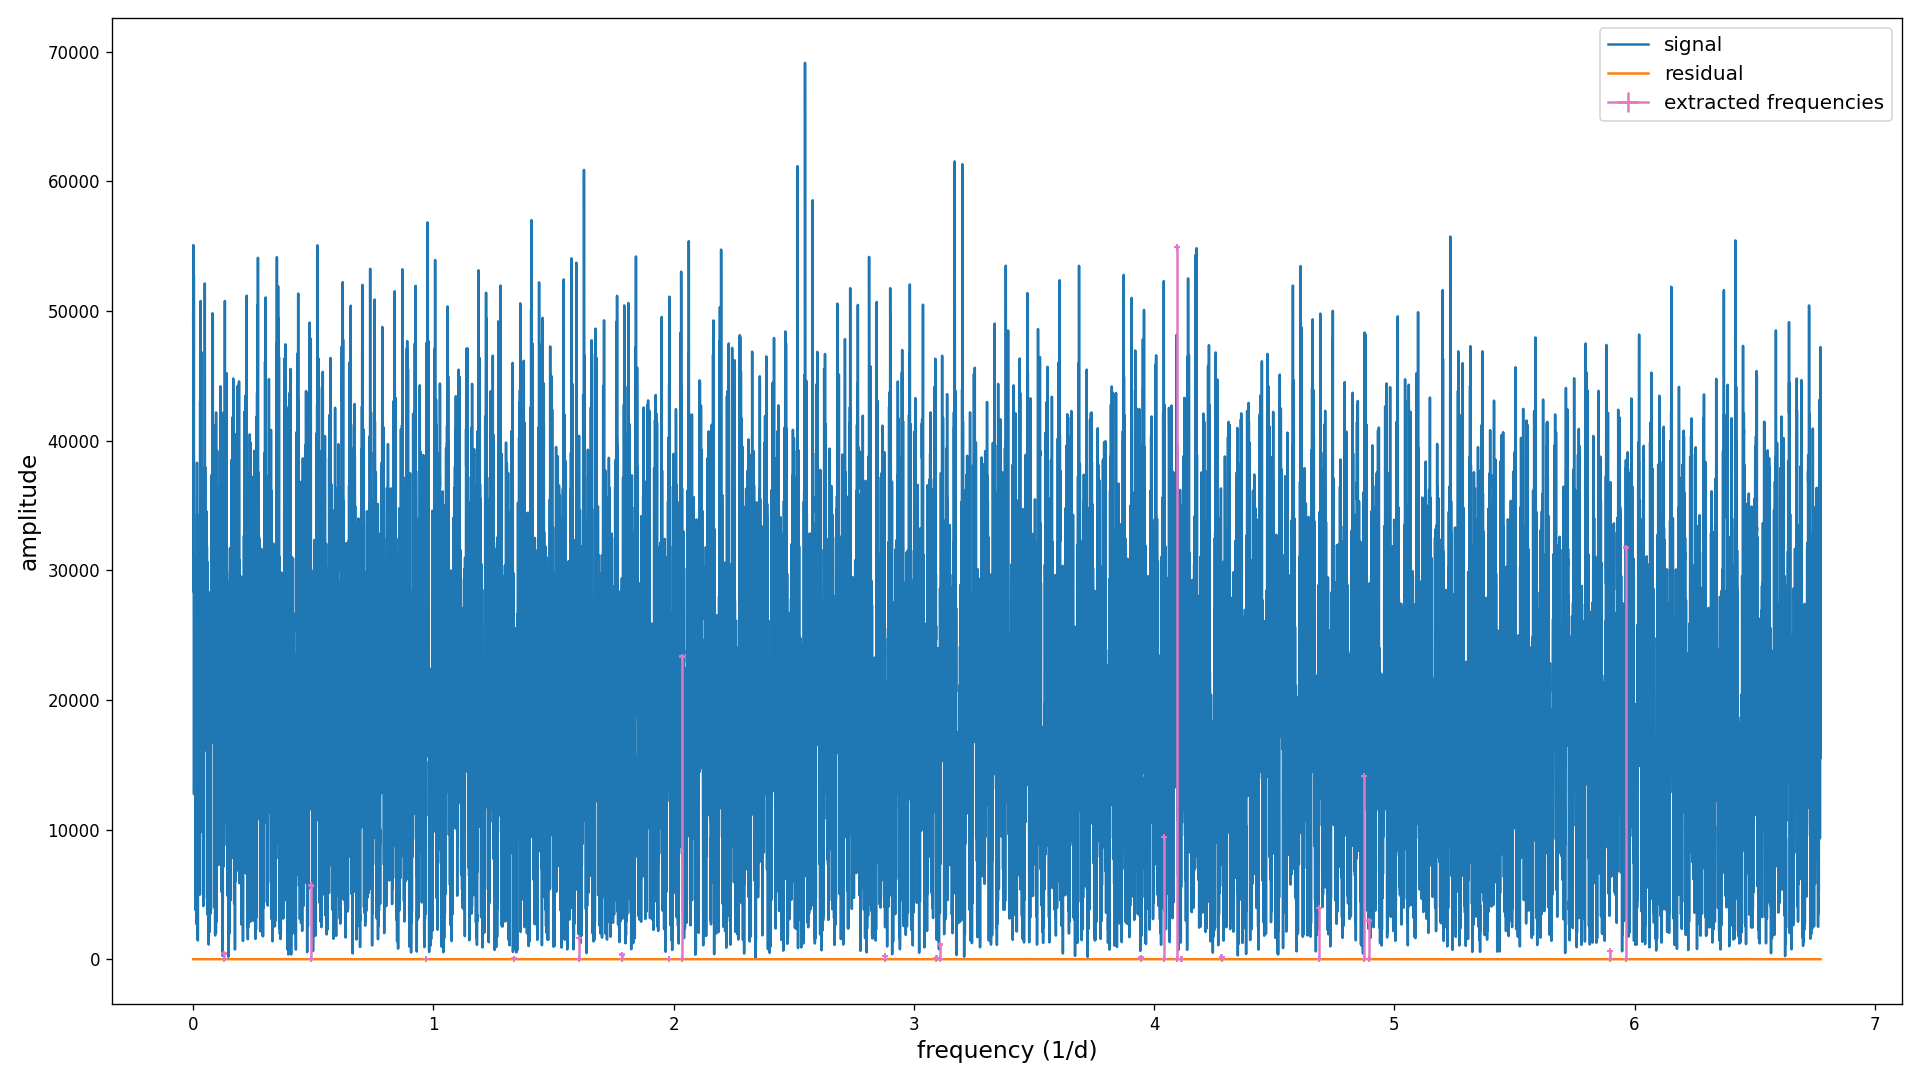 signal
residual
extracted frequencies
70000
60000
50000
40000
30000
20000
10000
0
amplitude
0 1 2 3 4 5 6 7
frequency (1/d)